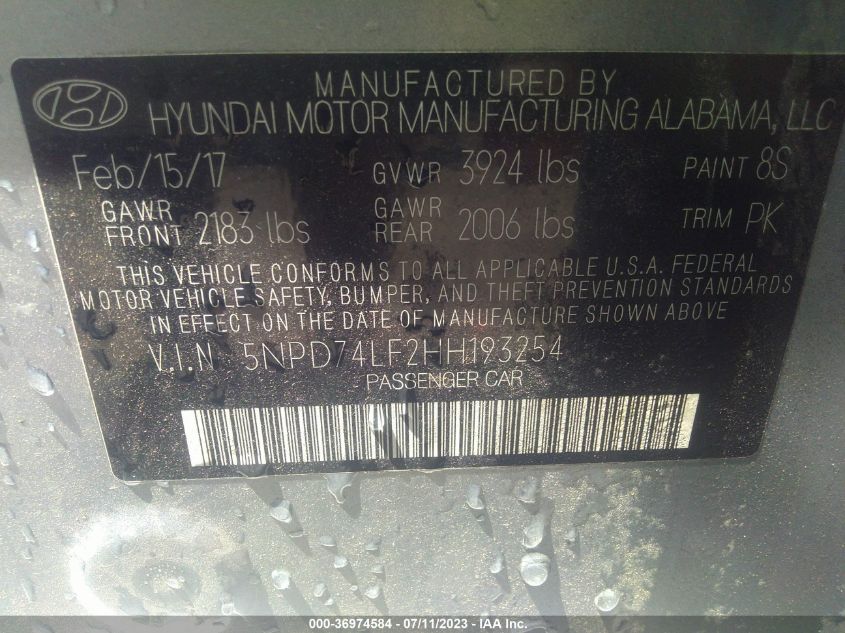 MANUFACTURED BY
HYUNDAI MOTOR MANUFACTURING ALABAMA, LLC
Feb/15/17 GVWR 3924 lbs PAINT 8S
GAWR FRONT 2183 lbs GAWR REAR 2006 lbs TRIM PK
THIS VEHICLE CONFORMS TO ALL APPLICABLE U.S.A. FEDERAL
MOTOR VEHICLE SAFETY, BUMPER, AND THEFT PREVENTION STANDARDS
IN EFFECT ON THE DATE OF MANUFACTURE SHOWN ABOVE
V.I.N 5NPD74LF2HH193254
PASSENGER CAR
000-36974584 - 07/11/2023 - IAA Inc.